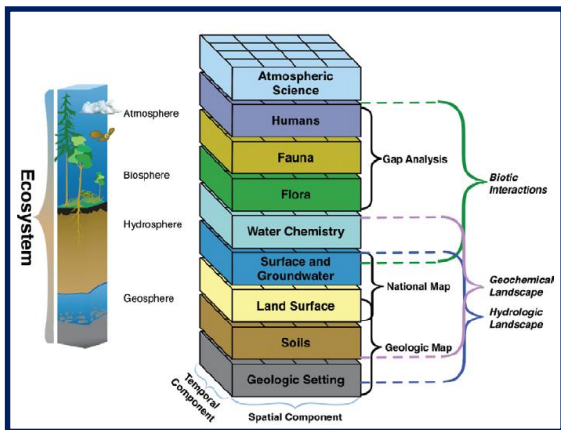 Ecosystem
Atmosphere
Biosphere
Hydrosphere
Geosphere
Atmospheric
Science
Humans
Fauna
Flora
Water Chemistry
Surface and
Groundwater
Land Surface
Soils
Geologic Setting
Temporal
Component
Spatial Component
Gap Analysis
National Map
Geologic Map
Biotic
Interactions
Geochemical
Landscape
Hydrologic
Landscape